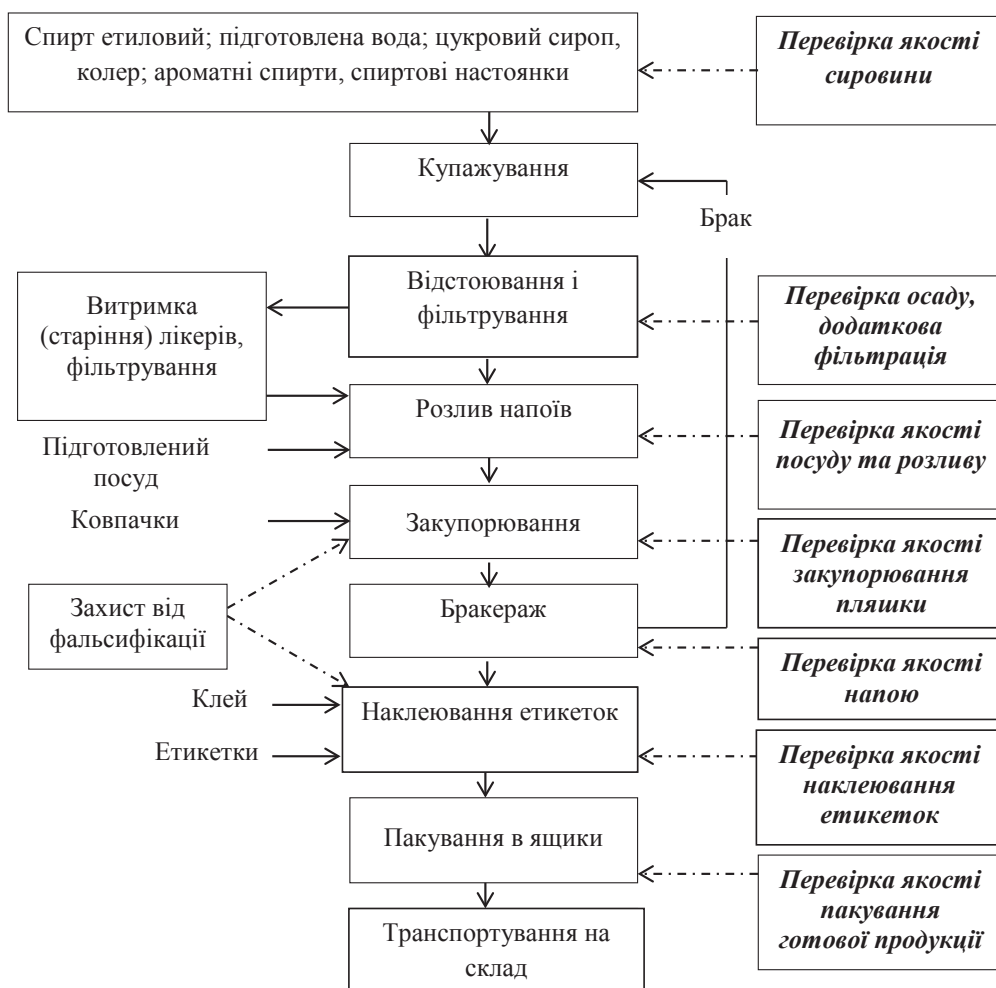 Спирт етиловий; підготовлена вода; цукровий сироп,
колер; ароматні спирти, спиртові настоянки
Перевірка якості
сировини
Купажування
Брак
Відстоювання і
фільтрування
Витримка
(старіння) лікерів,
фільтрування
Перевірка осаду,
додаткова
фільтрація
Розлив напоїв
Підготовлений
посуд
Перевірка якості
посуду та розливу
Ковпачки
Закупорювання
Перевірка якості
закупорювання
пляшки
Захист від
фальсифікації
Бракераж
Перевірка якості
напою
Клей
Етикетки
Наклеювання етикеток
Перевірка якості
наклеювання
етикеток
Пакування в ящики
Перевірка якості
пакування
готової продукції
Транспортування на
склад